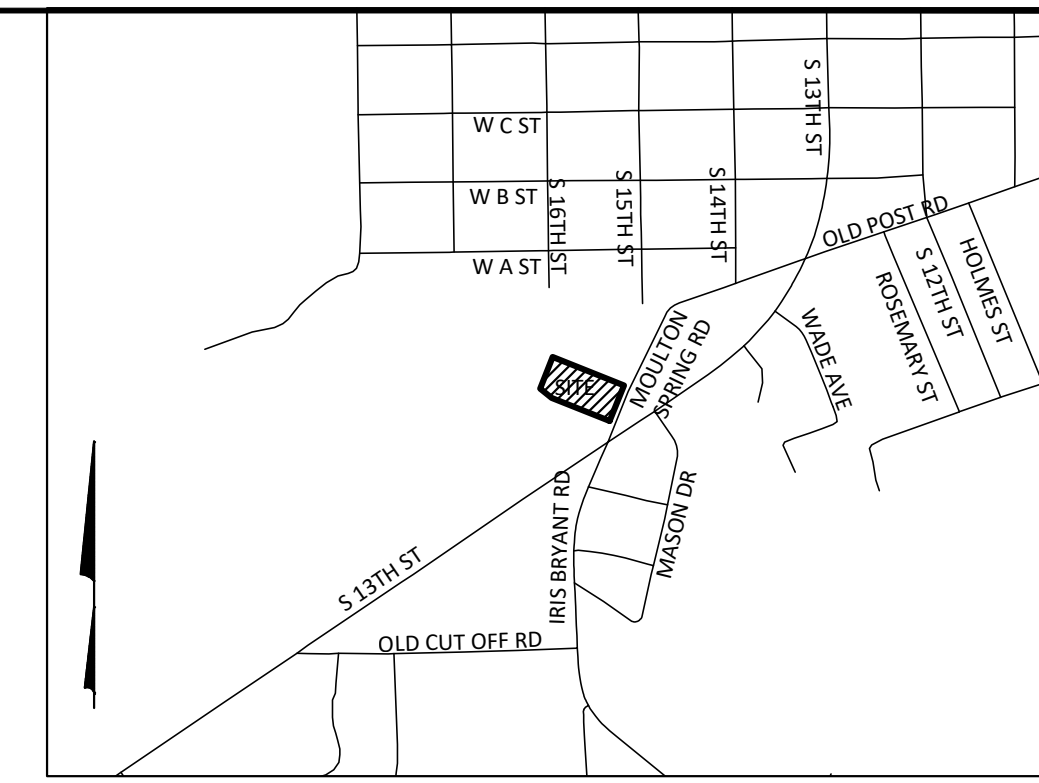 S 13TH ST
W C ST
S 16TH ST
S 15TH ST
S 14TH ST
W B ST
OLD POST RD
W A ST
HOLMES ST
S 12TH ST
ROSEMARY ST
MOULTON
SPRING RD
WADE AVE
SITE
IRIS BRYANT RD
MASON DR
S 13TH ST
OLD CUT OFF RD